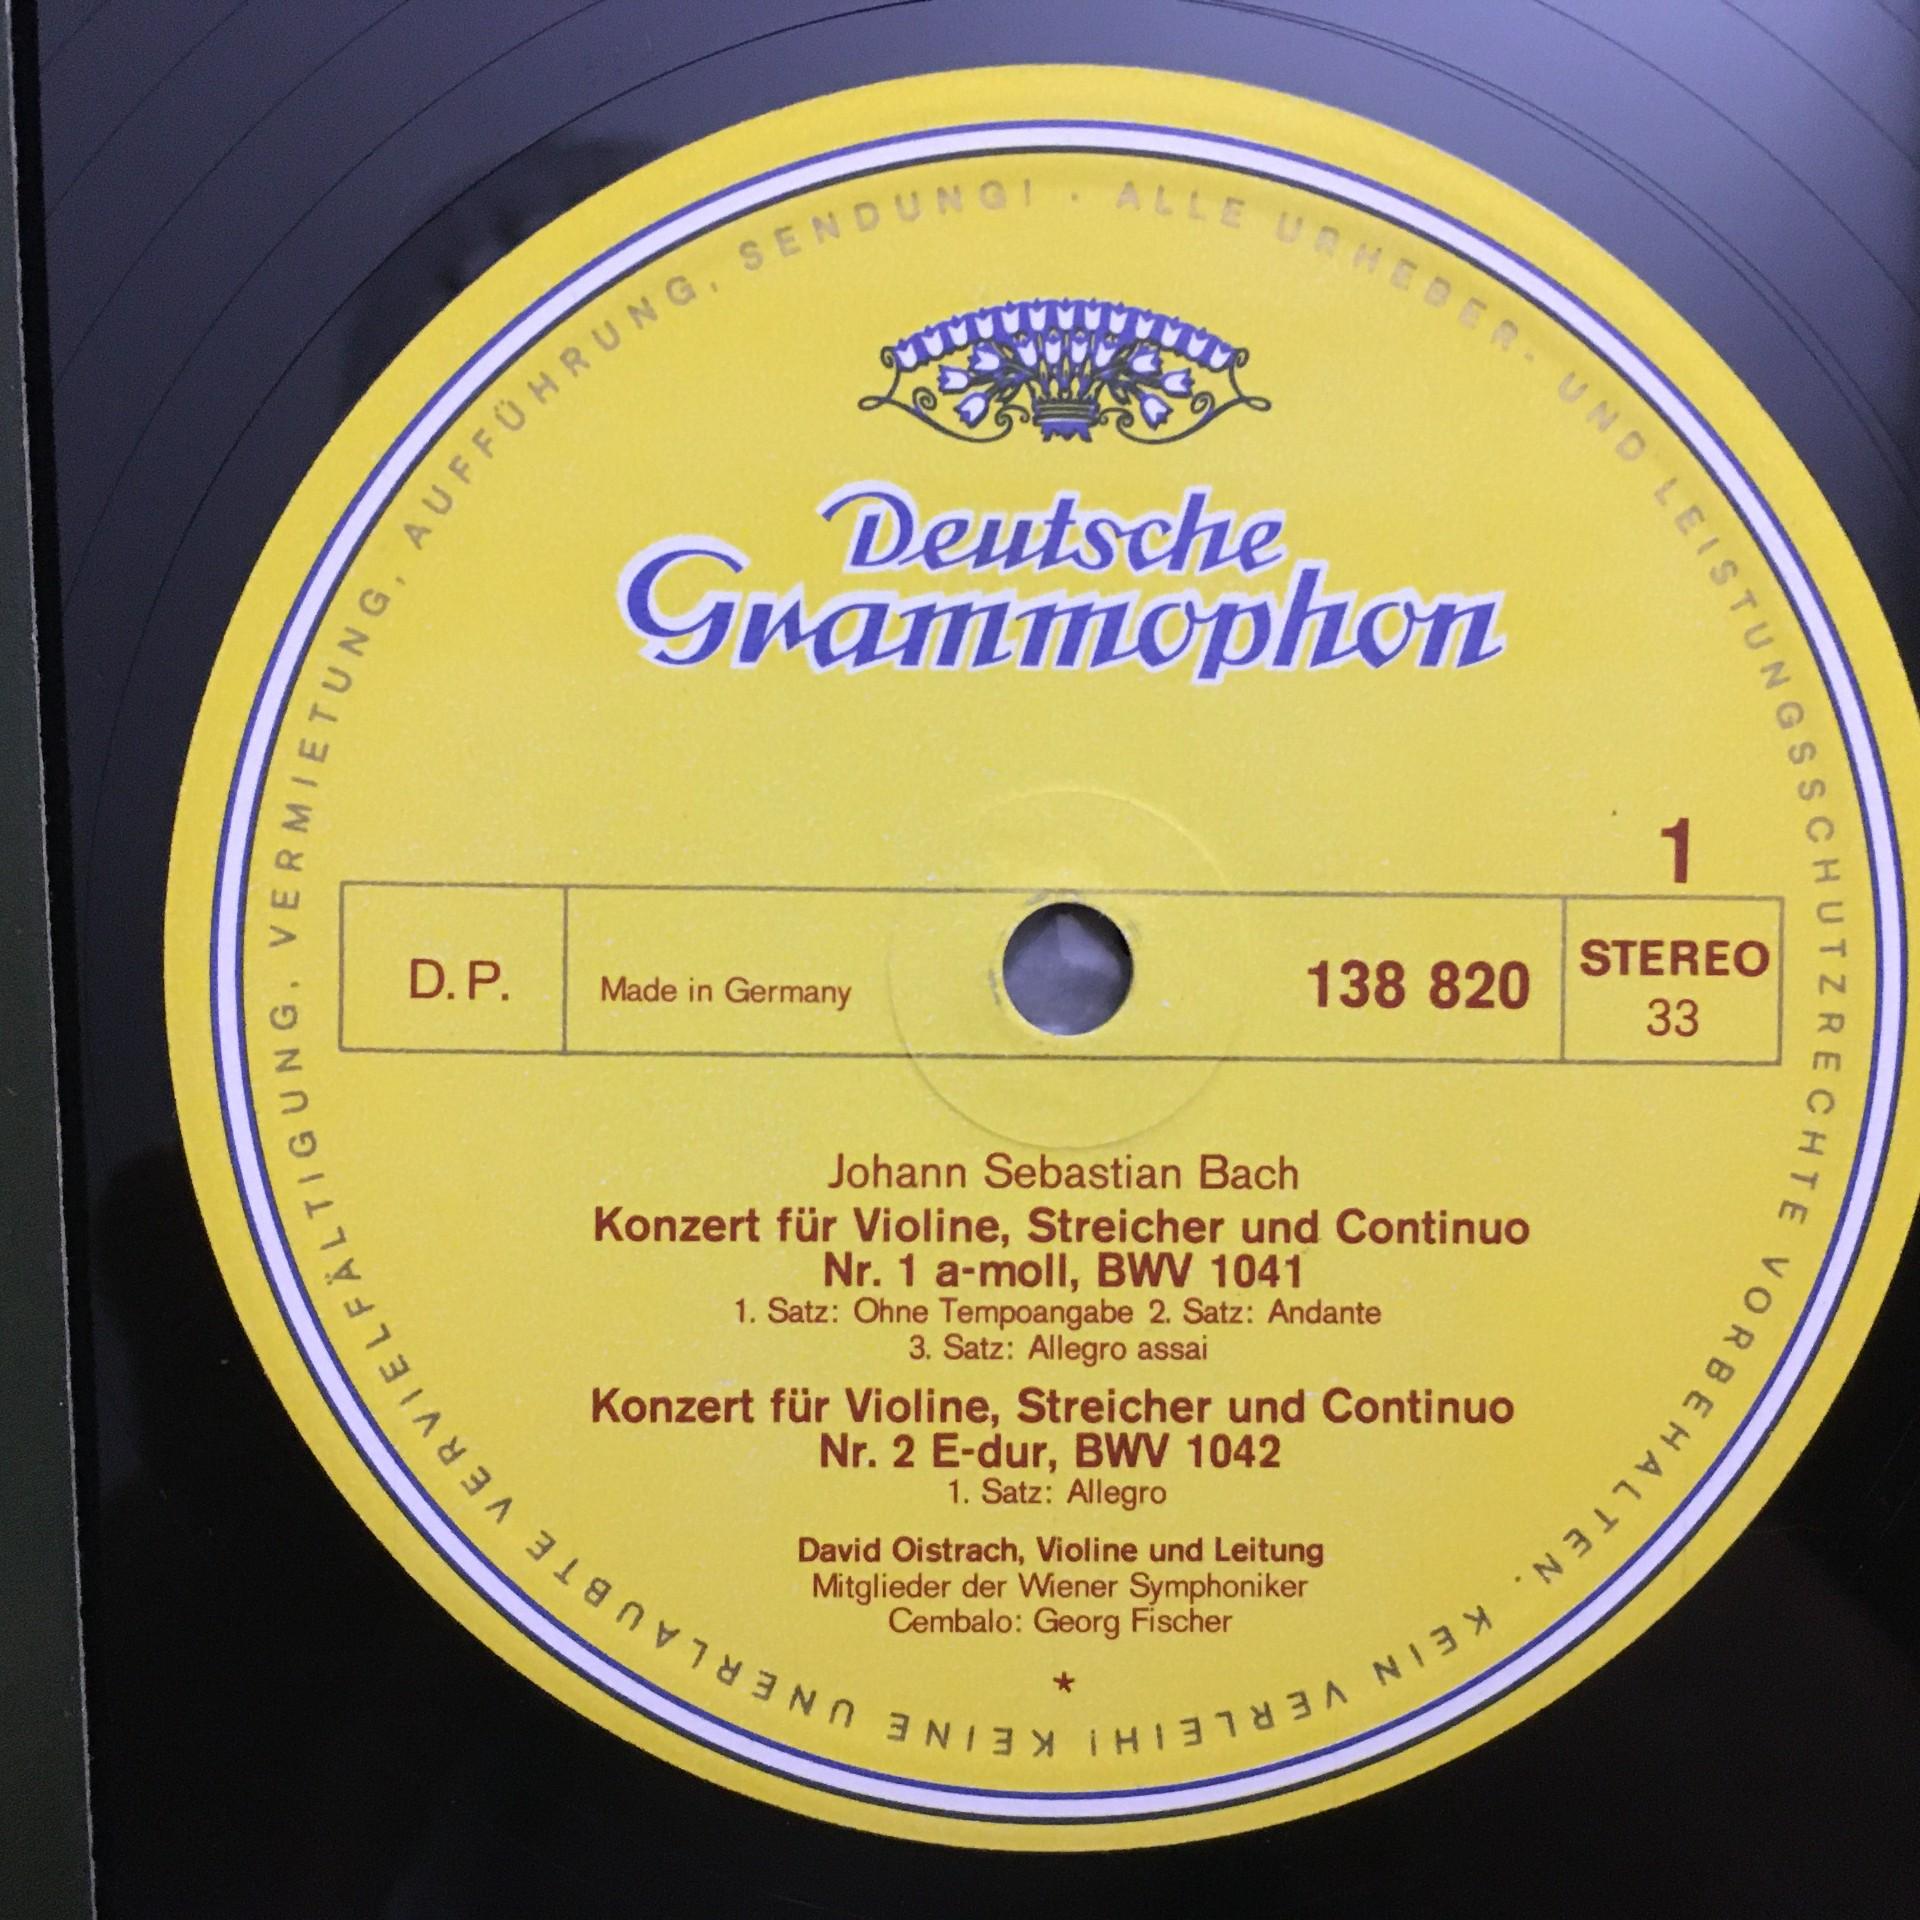 ALLE URHEBER- UND LEISTUNGSSCHUTZRECHTE VORBEHALTEN. KEIN VERLEIH! KEINE UNERLAUBTE VERVIELFÄLTIGUNG, VERMIETUNG, AUFFÜHRUNG, SENDUNG! ·
Deutsche
Grammophon
1
D.P.
Made in Germany
138 820
STEREO
33
Johann Sebastian Bach
Konzert für Violine, Streicher und Continuo
Nr. 1 a-moll, BWV 1041
1. Satz: Ohne Tempoangabe 2. Satz: Andante
3. Satz: Allegro assai
Konzert für Violine, Streicher und Continuo
Nr. 2 E-dur, BWV 1042
1. Satz: Allegro
David Oistrach, Violine und Leitung
Mitglieder der Wiener Symphoniker
Cembalo: Georg Fischer
*